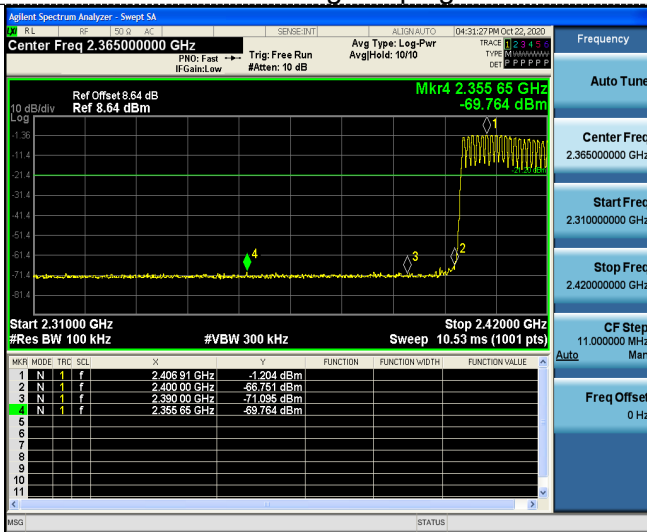 Agilent Spectrum Analyzer - Swept SA
RL RF 50 Ω AC SENSE:INT ALIGN AUTO 04:31:27 PM Oct 22, 2020
Center Freq 2.365000000 GHz
PNO: Fast
IFGain:Low
Trig: Free Run
#Atten: 10 dB
Avg Type: Log-Pwr
Avg|Hold: 10/10
TRACE 1 2 3 4 5 6
TYPE M
DET P P P P P P
Ref Offset 8.64 dB
Ref 8.64 dBm
10 dB/div
Log
Mkr4 2.355 65 GHz
-69.764 dBm
-1.36
-11.4
-21.4
-31.4
-41.4
-51.4
-61.4
-71.4
-81.4
1
2
3
4
Start 2.31000 GHz
Stop 2.42000 GHz
#Res BW 100 kHz #VBW 300 kHz Sweep 10.53 ms (1001 pts)
MKR MODE TRC SCL X Y FUNCTION FUNCTION WIDTH FUNCTION VALUE
1 N 1 f 2.406 91 GHz -1.204 dBm
2 N 1 f 2.400 00 GHz -66.751 dBm
3 N 1 f 2.390 00 GHz -71.095 dBm
4 N 1 f 2.355 65 GHz -69.764 dBm
5
6
7
8
9
10
11
MSG STATUS
Frequency
Auto Tune
Center Freq
2.365000000 GHz
Start Freq
2.310000000 GHz
Stop Freq
2.420000000 GHz
CF Step
11.000000 MHz
Auto Man
Freq Offset
0 Hz